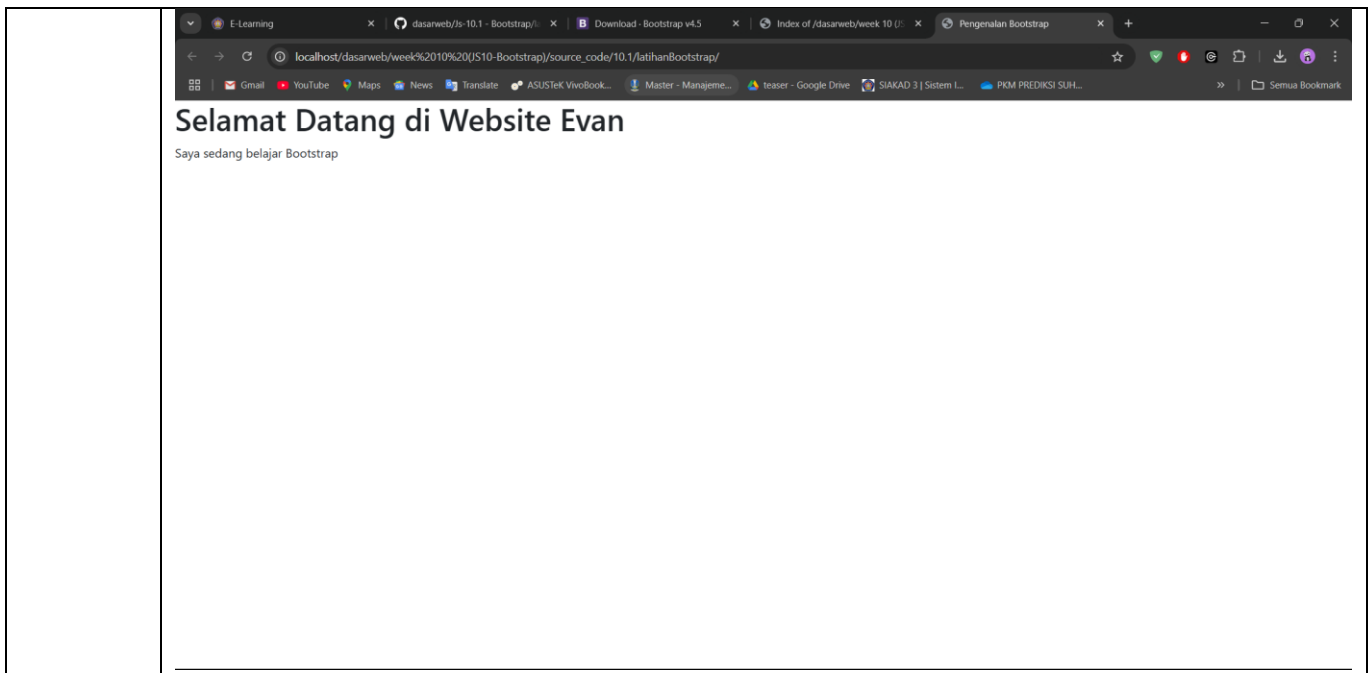 E-Learning
dasarweb/Js-10.1 - Bootstrap/
Download · Bootstrap v4.5
Index of /dasarweb/week 10 (JS
Pengenalan Bootstrap
localhost/dasarweb/week%2010%20(JS10-Bootstrap)/source_code/10.1/latihanBootstrap/
Gmail
YouTube
Maps
News
Translate
ASUSTeK VivoBook...
Master - Manajeme...
teaser - Google Drive
SIAKAD 3 | Sistem I...
PKM PREDIKSI SUH...
»
Semua Bookmark
Selamat Datang di Website Evan
Saya sedang belajar Bootstrap